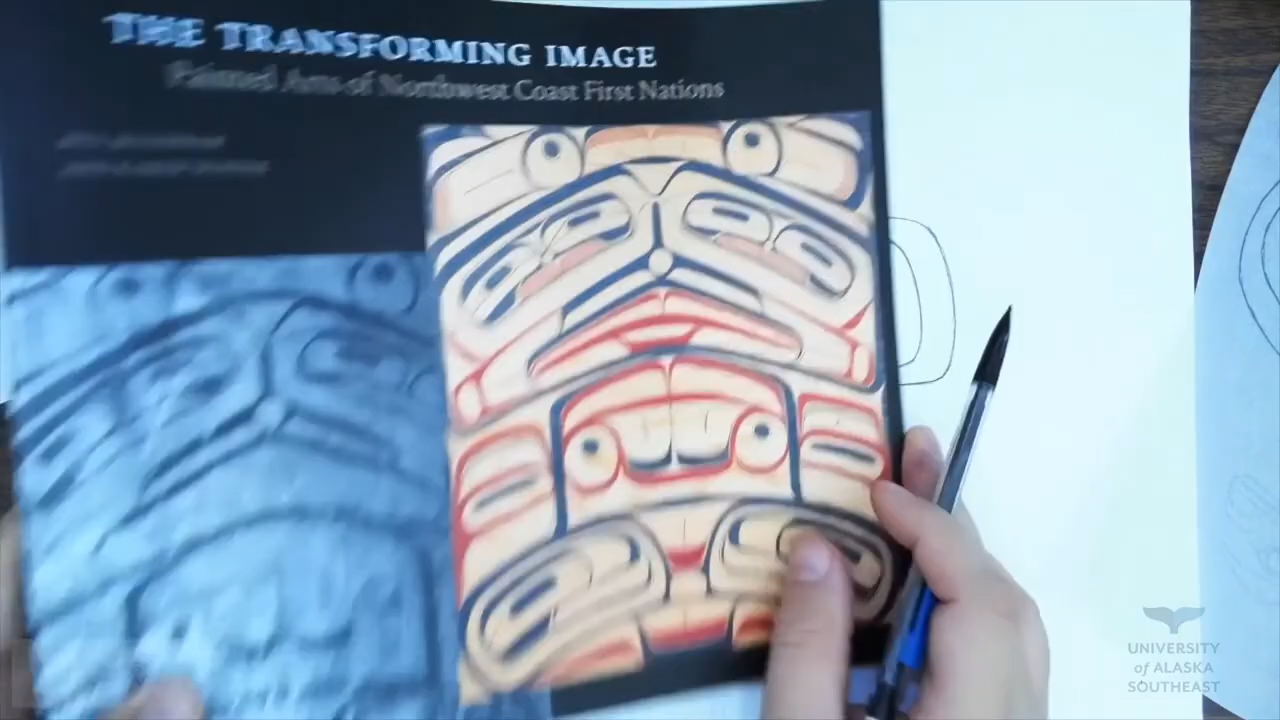 THE TRANSFORMING IMAGE
Painted Arts of Northwest Coast First Nations
UNIVERSITY
of ALASKA
SOUTHEAST